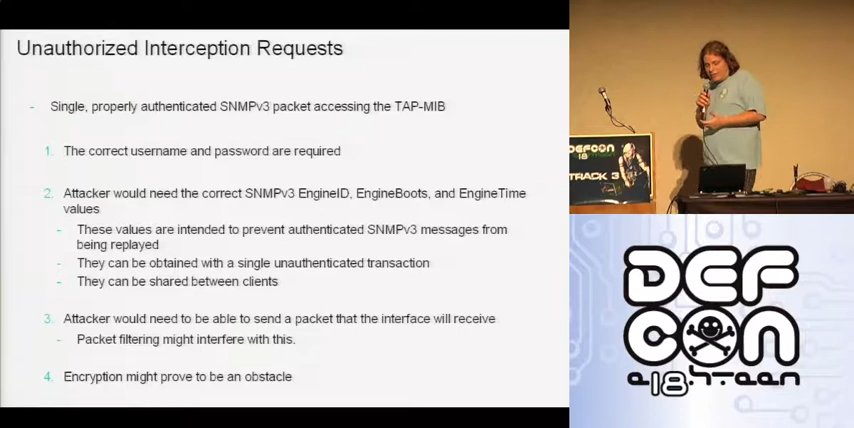 Unauthorized Interception Requests
- Single, properly authenticated SNMPv3 packet accessing the TAP-MIB
1. The correct username and password are required
2. Attacker would need the correct SNMPv3 EngineID, EngineBoots, and EngineTime
values
- These values are intended to prevent authenticated SNMPv3 messages from
being replayed
- They can be obtained with a single unauthenticated transaction
- They can be shared between clients
3. Attacker would need to be able to send a packet that the interface will receive
- Packet filtering might interfere with this.
4. Encryption might prove to be an obstacle
DEFCON
18
TRACK 3
DEF
CON
e18hteen